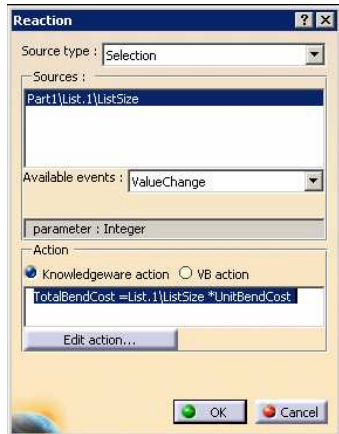 Reaction
Source type : Selection
Sources :
Part1\List.1\ListSize
Available events : ValueChange
parameter : Integer
Action
Knowledgeware action VB action
TotalBendCost =List.1\ListSize *UnitBendCost
Edit action...
OK Cancel